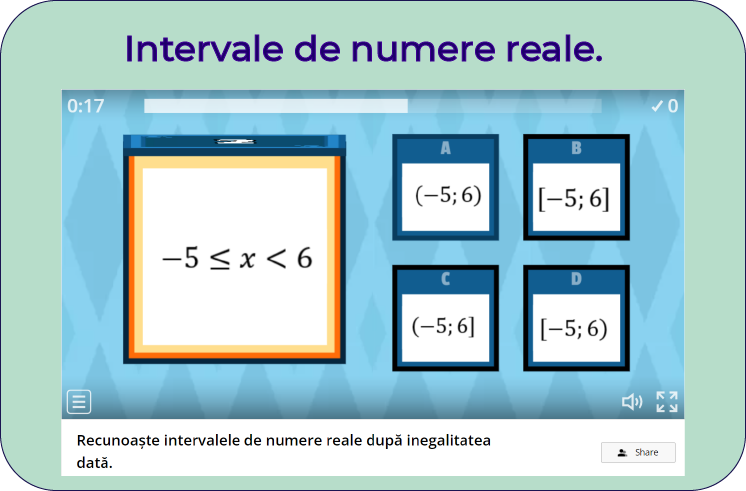 Intervale de numere reale.
0:17
✓ 0
−5 ≤ x < 6
A
(−5; 6)
B
[−5; 6]
C
(−5; 6]
D
[−5; 6)
Recunoaște intervalele de numere reale după inegalitatea
dată.
Share